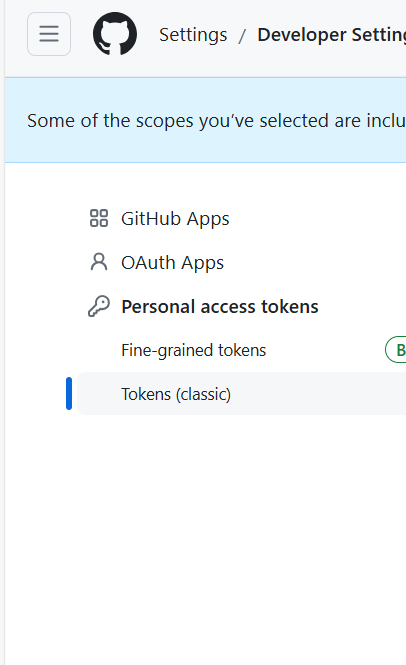 Settings / Developer Setting
Some of the scopes you’ve selected are inclu
GitHub Apps
OAuth Apps
Personal access tokens
Fine-grained tokens B
Tokens (classic)